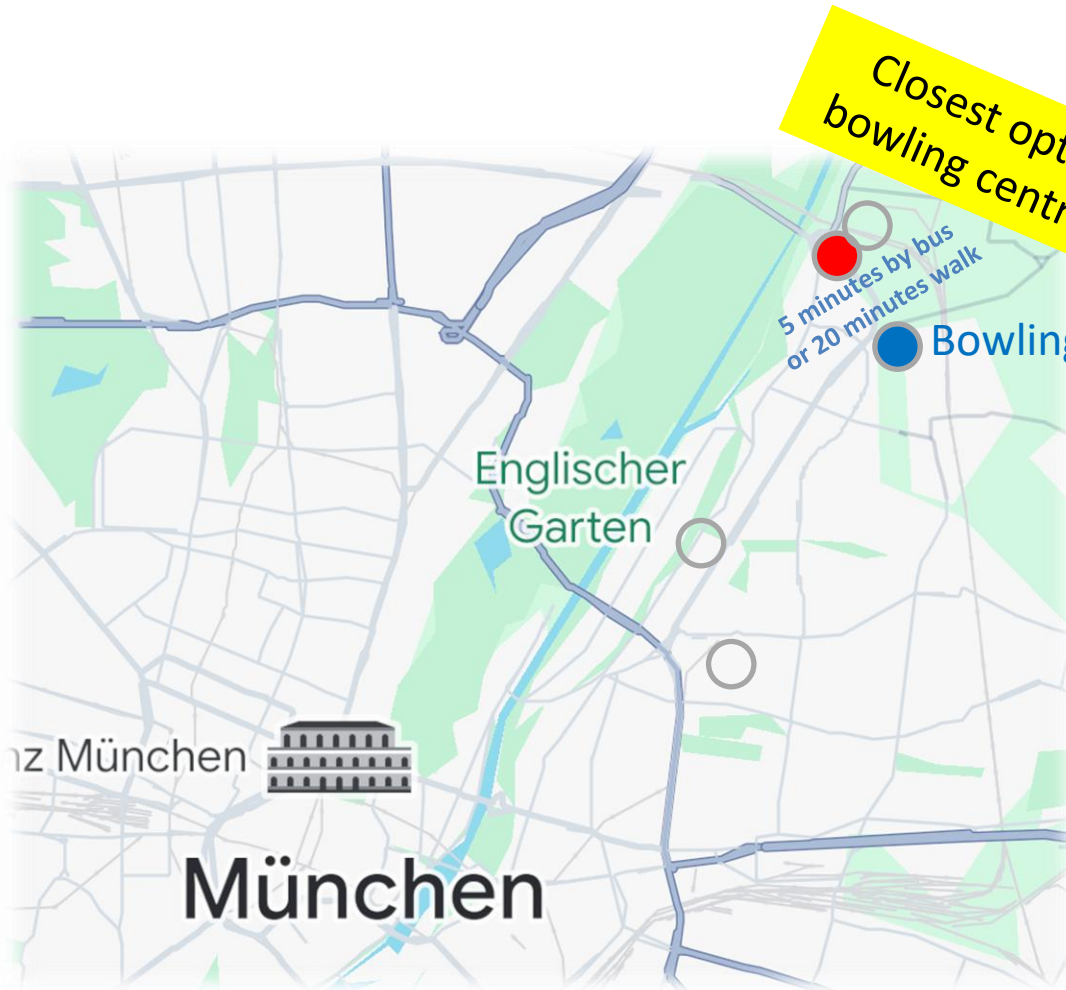 Closest opt
bowling centr
5 minutes by bus
or 20 minutes walk
Bowling
Englischer
Garten
nz München
München